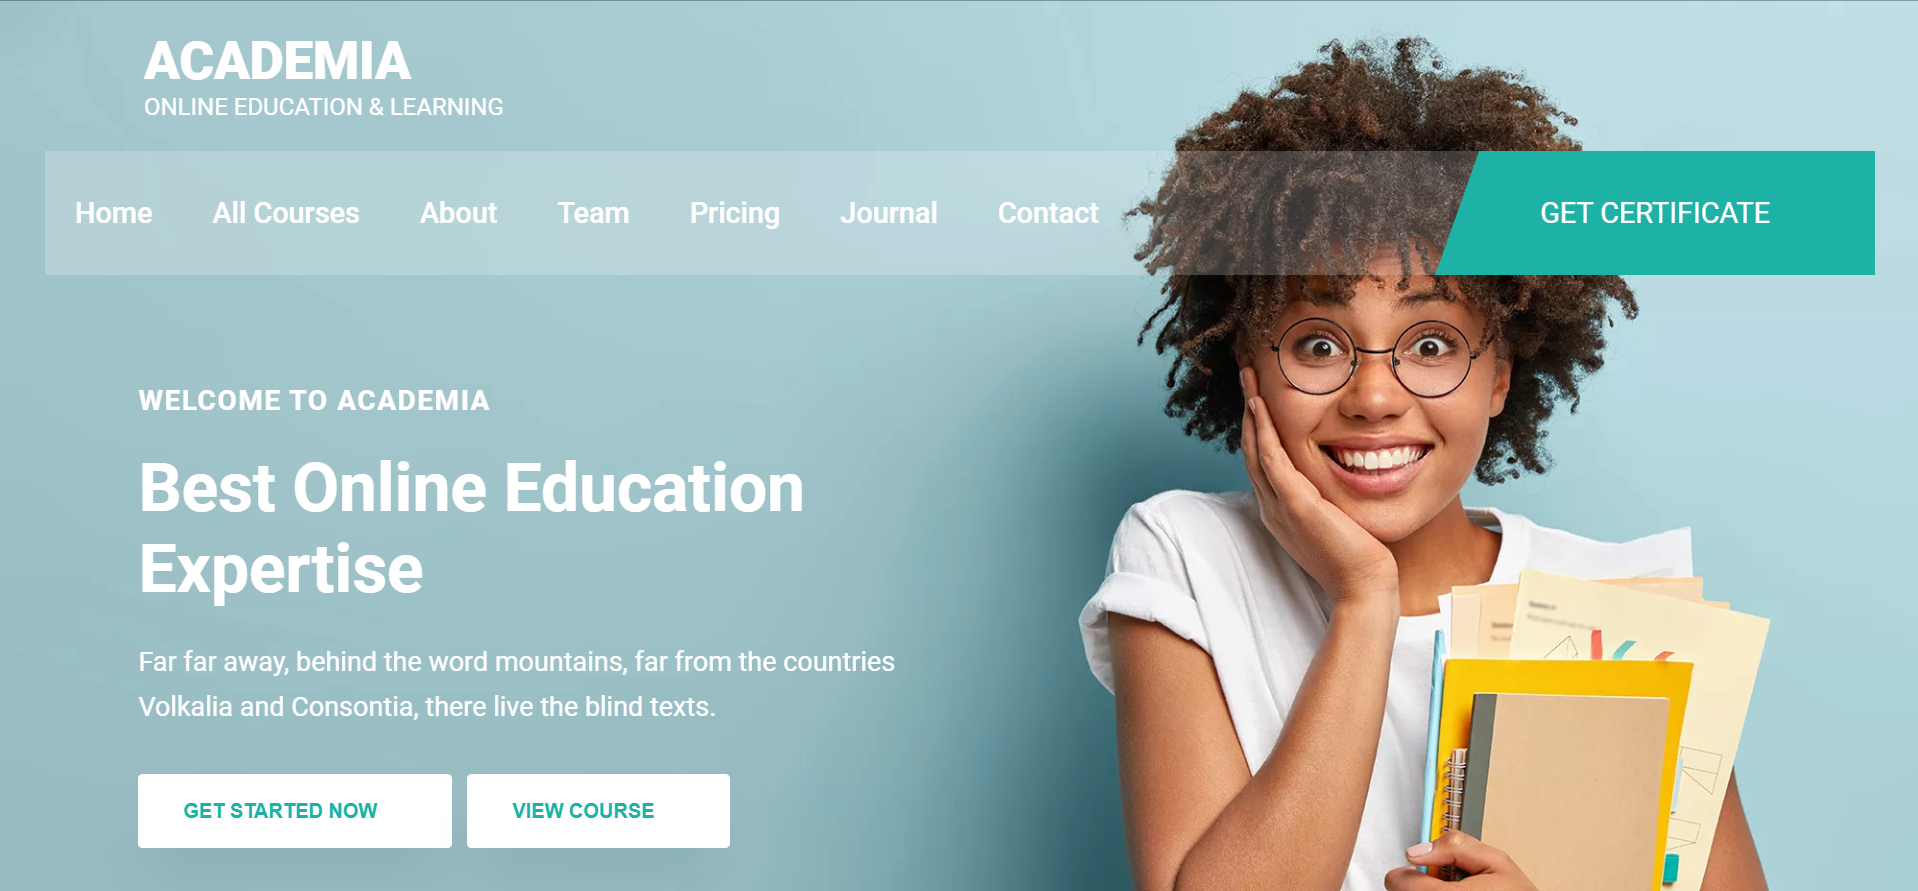 ACADEMIA
ONLINE EDUCATION & LEARNING
Home All Courses About Team Pricing Journal Contact GET CERTIFICATE
WELCOME TO ACADEMIA
Best Online Education
Expertise
Far far away, behind the word mountains, far from the countries
Volkalia and Consontia, there live the blind texts.
GET STARTED NOW VIEW COURSE